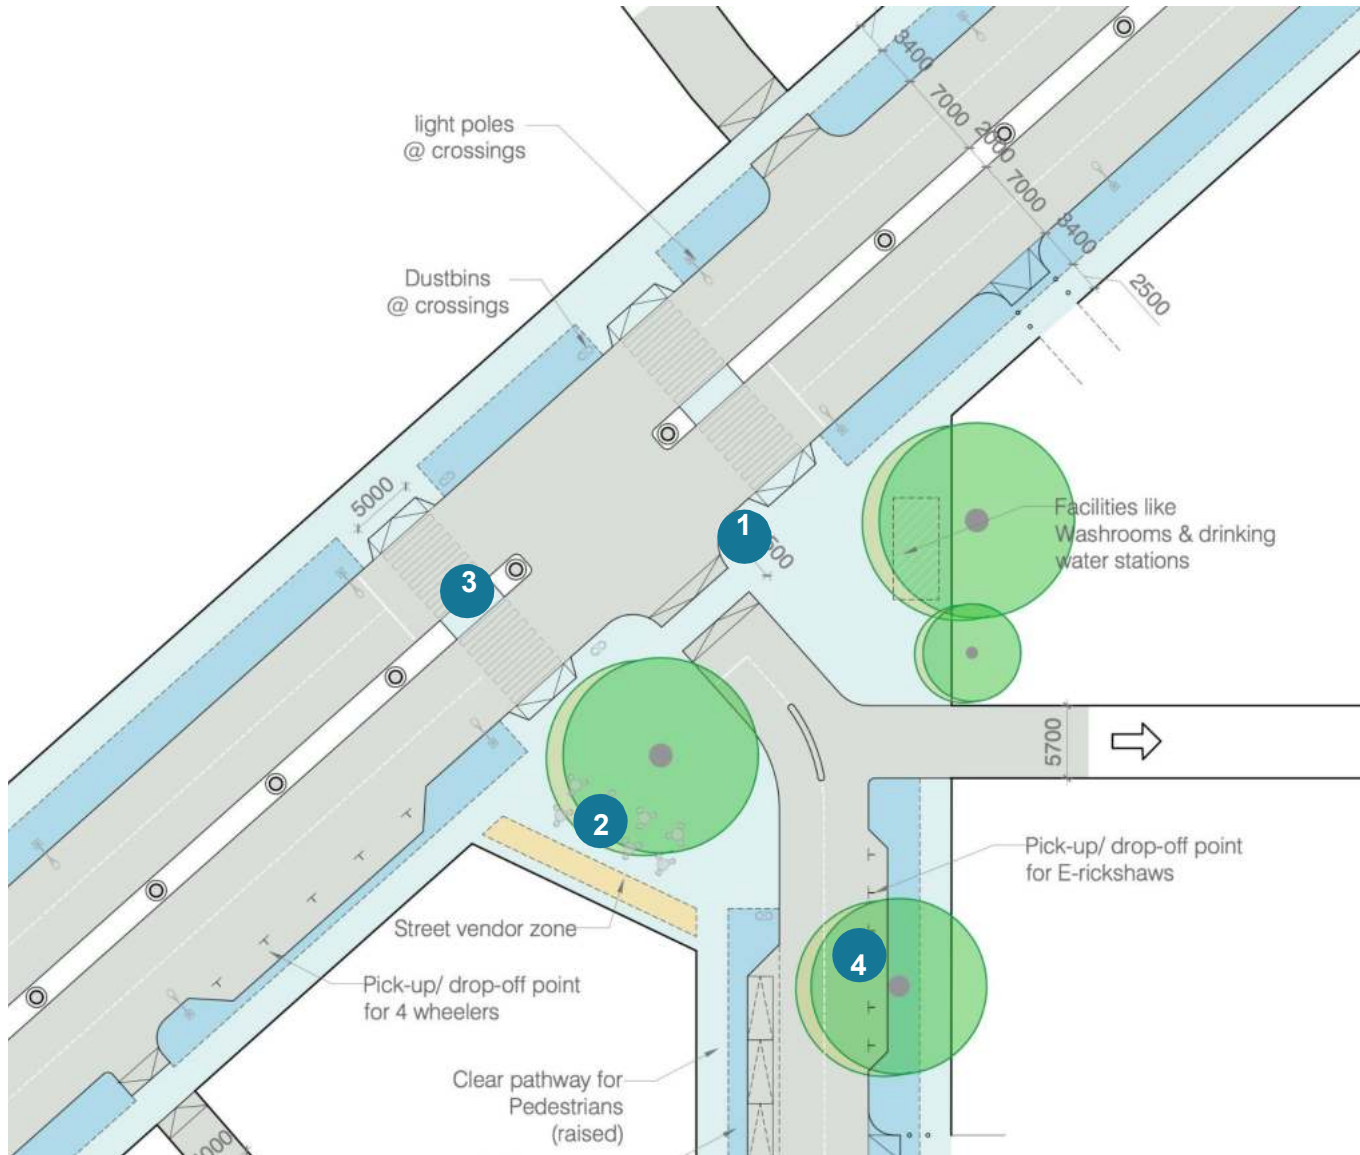 3400
7000
2000
7000
3400
2500
light poles
@ crossings
Dustbins
@ crossings
5000
1
3
Facilities like
Washrooms & drinking
water stations
5700
2
Pick-up/ drop-off point
for E-rickshaws
Street vendor zone
4
Pick-up/ drop-off point
for 4 wheelers
Clear pathway for
Pedestrians
(raised)